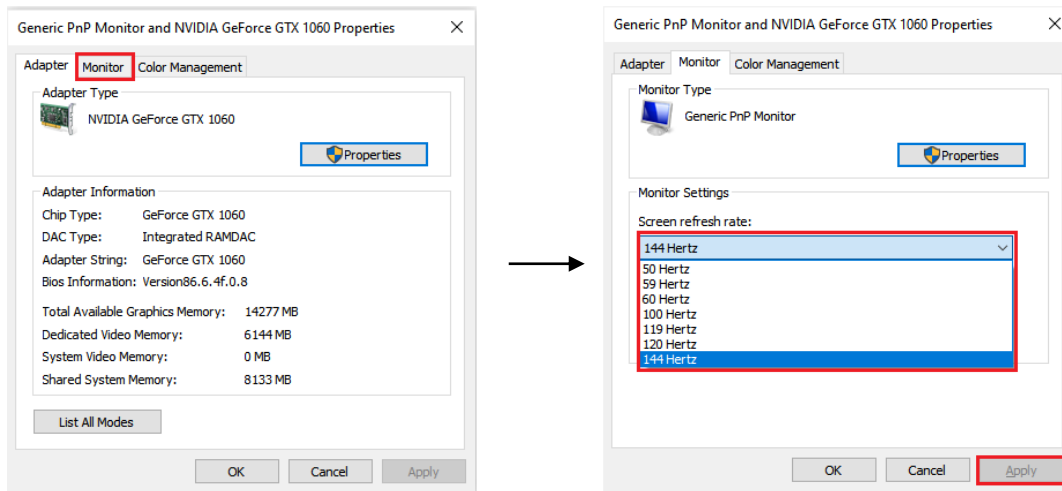 Generic PnP Monitor and NVIDIA GeForce GTX 1060 Properties
Adapter Monitor Color Management
Adapter Type
NVIDIA GeForce GTX 1060
Properties
Adapter Information
Chip Type: GeForce GTX 1060
DAC Type: Integrated RAMDAC
Adapter String: GeForce GTX 1060
Bios Information: Version86.6.4f.0.8
Total Available Graphics Memory: 14277 MB
Dedicated Video Memory: 6144 MB
System Video Memory: 0 MB
Shared System Memory: 8133 MB
List All Modes
OK Cancel Apply
Generic PnP Monitor and NVIDIA GeForce GTX 1060 Properties
Adapter Monitor Color Management
Monitor Type
Generic PnP Monitor
Properties
Monitor Settings
Screen refresh rate:
144 Hertz
50 Hertz
59 Hertz
60 Hertz
100 Hertz
119 Hertz
120 Hertz
144 Hertz
OK Cancel Apply